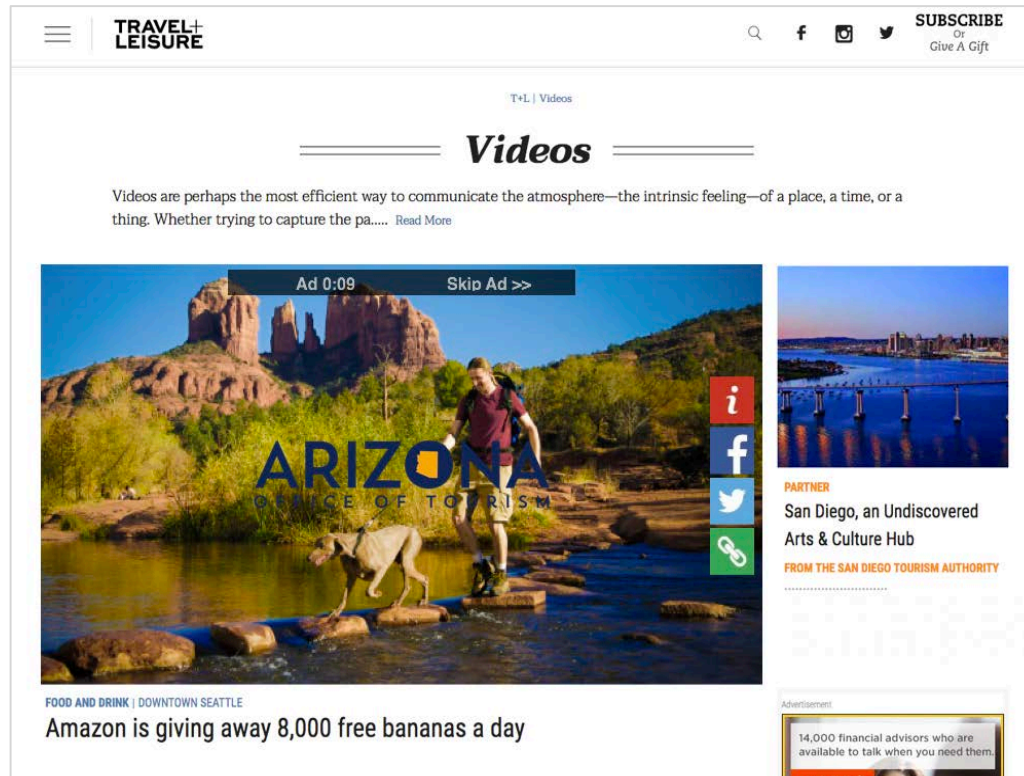 TRAVEL+
LEISURE
SUBSCRIBE
Or
Give A Gift
T+L | Videos
Videos
Videos are perhaps the most efficient way to communicate the atmosphere—the intrinsic feeling—of a place, a time, or a
thing. Whether trying to capture the pa..... Read More
Ad 0:09 Skip Ad >>
ARIZONA
OFFICE OF TOURISM
PARTNER
San Diego, an Undiscovered
Arts & Culture Hub
FROM THE SAN DIEGO TOURISM AUTHORITY
FOOD AND DRINK | DOWNTOWN SEATTLE
Amazon is giving away 8,000 free bananas a day
Advertisement
14,000 financial advisors who are
available to talk when you need them.